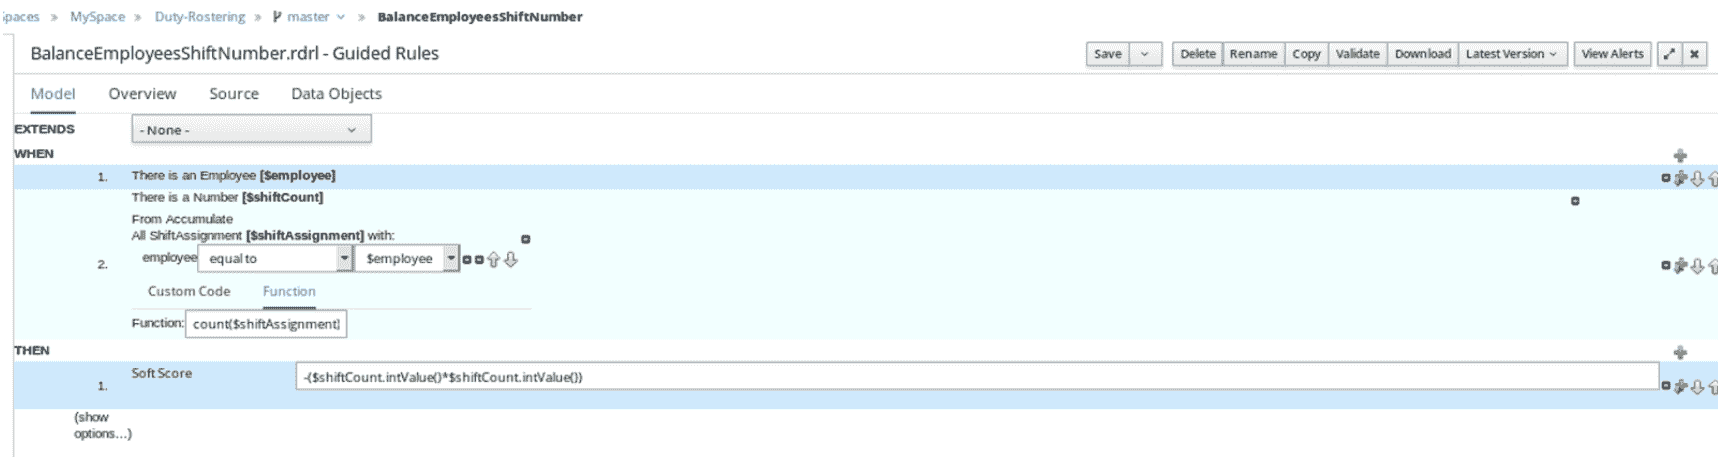 paces » MySpace » Duty-Rostering » master » BalanceEmployeesShiftNumber
BalanceEmployeesShiftNumber.rdrl - Guided Rules
Save Delete Rename Copy Validate Download Latest Version View Alerts
Model Overview Source Data Objects
EXTENDS - None -
WHEN
1. There is an Employee [$employee]
There is a Number [$shiftCount]
From Accumulate
All ShiftAssignment [$shiftAssignment] with:
2. employee equal to $employee
Custom Code Function
Function: count($shiftAssignment)
THEN
1. Soft Score -($shiftCount.intValue()*$shiftCount.intValue())
(show
options...)